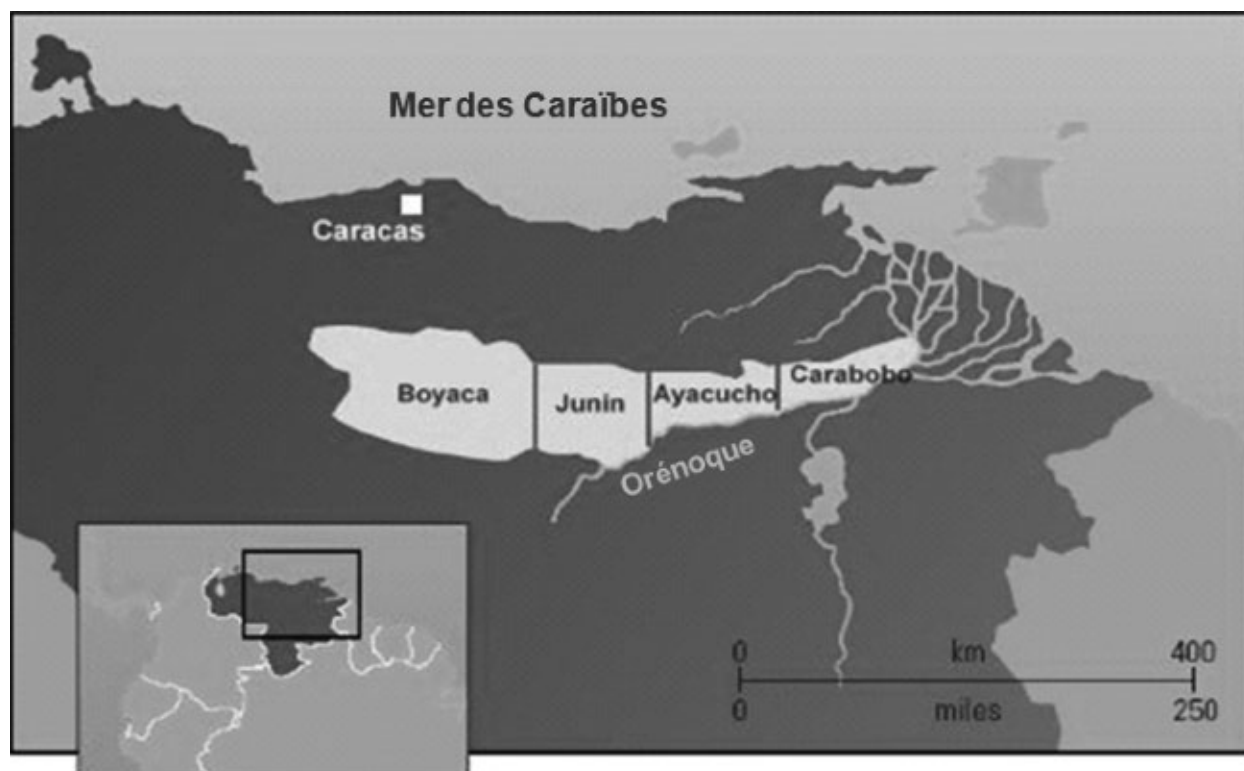 Mer des Caraïbes
Caracas
Boyaca
Junin
Ayacucho
Carabobo
Orénoque
0 km 400
0 miles 250